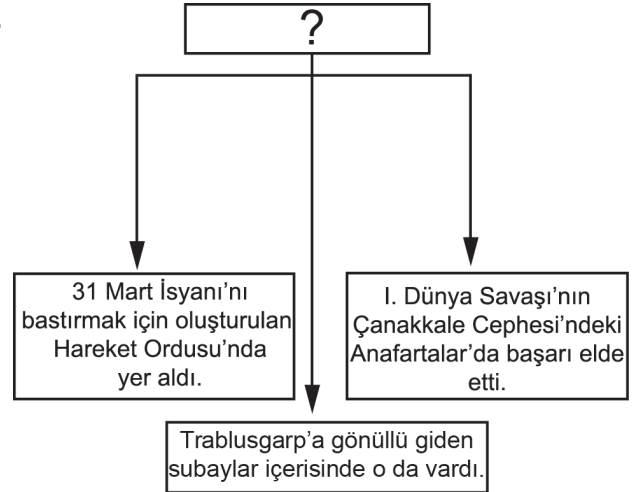 ?
31 Mart İsyanı'nı
bastırmak için oluşturulan
Hareket Ordusu'nda
yer aldı.
I. Dünya Savaşı'nın
Çanakkale Cephesi'ndeki
Anafartalar'da başarı elde
etti.
Trablusgarp'a gönüllü giden
subaylar içerisinde o da vardı.